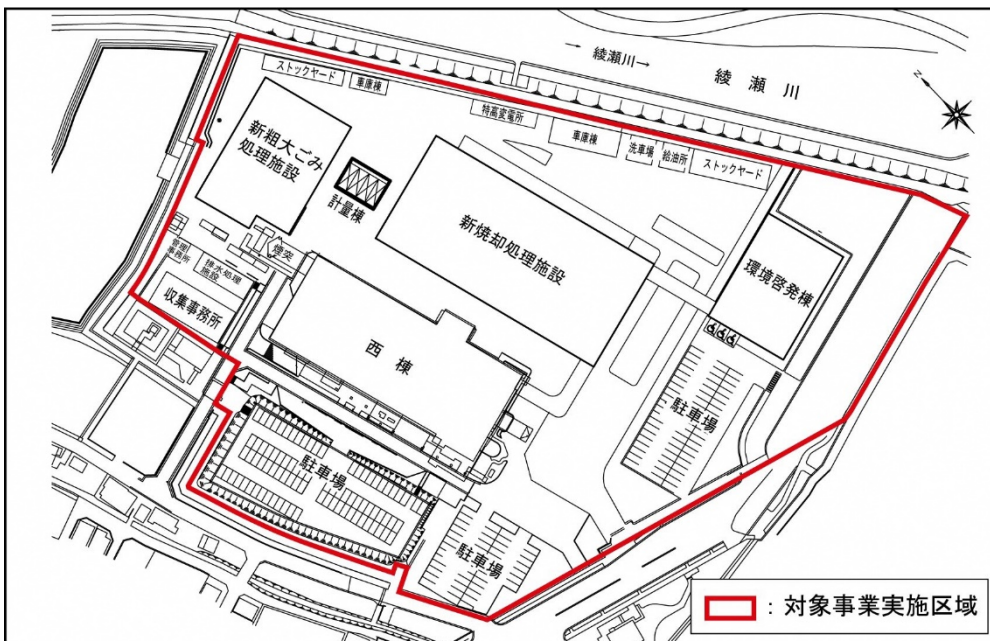 → 綾瀬川→
綾瀬川
N
ストックヤード
車庫棟
特高変電所
車庫棟
洗車場
給油所
ストックヤード
新粗大ごみ
処理施設
計量棟
新焼却処理施設
環境啓発棟
煙突
管理
事務所
排水処理
施設
収集事務所
西棟
駐車場
駐車場
駐車場
：対象事業実施区域